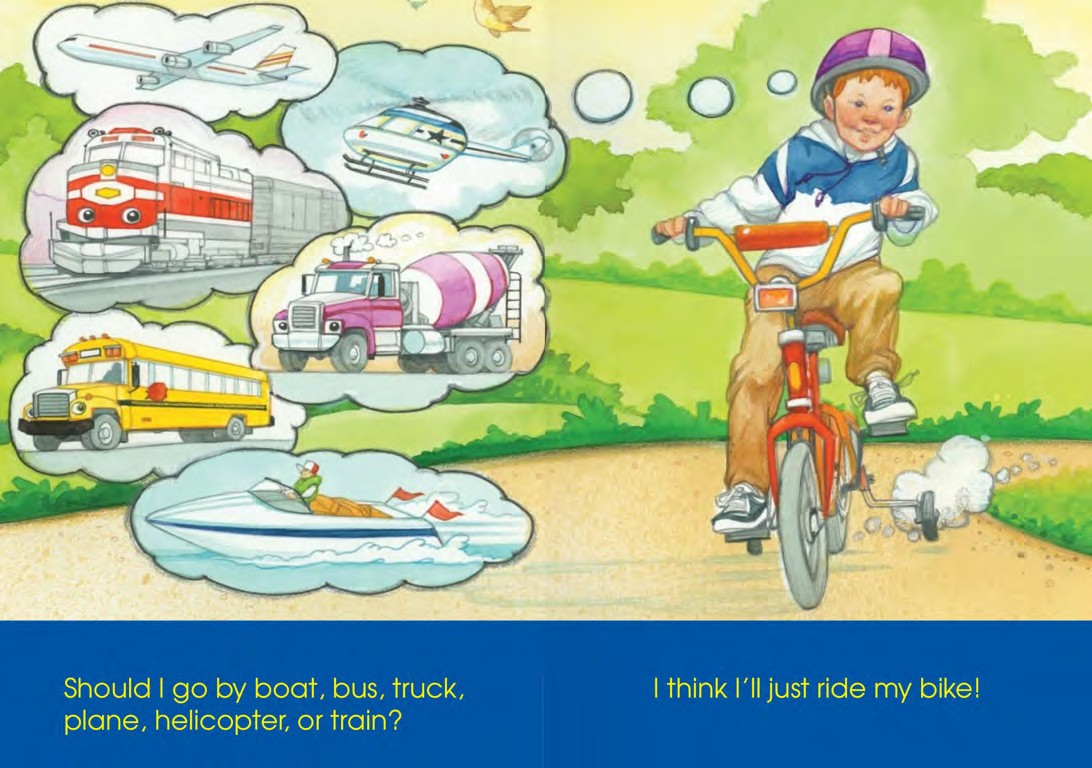 Should I go by boat, bus, truck,
plane, helicopter, or train?
I think I´ll just ride my bike!